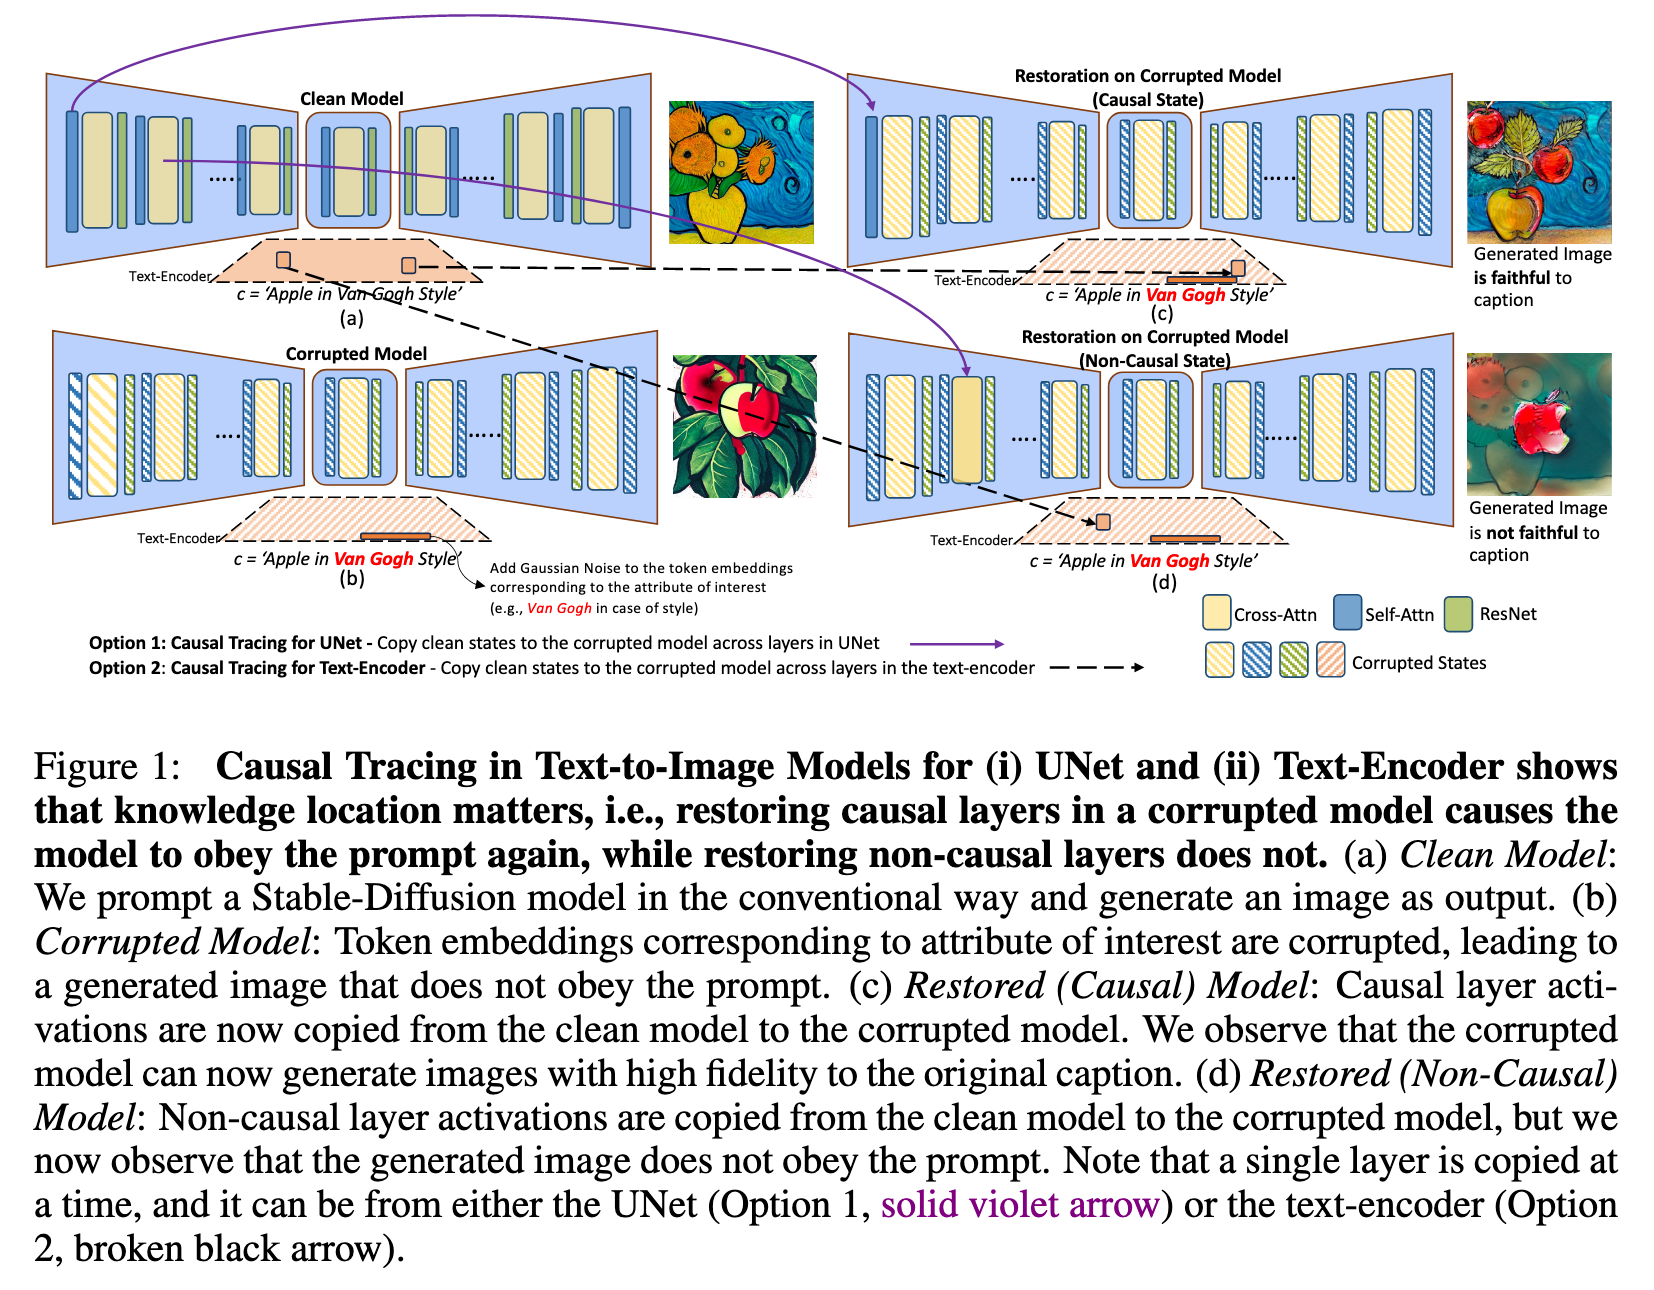 Clean Model
Text-Encoder
c = ‘Apple in Van Gogh Style’
(a)
Restoration on Corrupted Model
(Causal State)
Text-Encoder
c = ‘Apple in Van Gogh Style’
(c)
Generated Image
is faithful to
caption
Corrupted Model
Text-Encoder
c = ‘Apple in Van Gogh Style’
(b)
Add Gaussian Noise to the token embeddings
corresponding to the attribute of interest
(e.g., Van Gogh in case of style)
Restoration on Corrupted Model
(Non-Causal State)
Text-Encoder
c = ‘Apple in Van Gogh Style’
(d)
Generated Image
is not faithful to
caption
Cross-Attn
Self-Attn
ResNet
Corrupted States
Option 1: Causal Tracing for UNet - Copy clean states to the corrupted model across layers in UNet
Option 2: Causal Tracing for Text-Encoder - Copy clean states to the corrupted model across layers in the text-encoder
Figure 1: Causal Tracing in Text-to-Image Models for (i) UNet and (ii) Text-Encoder shows
that knowledge location matters, i.e., restoring causal layers in a corrupted model causes the
model to obey the prompt again, while restoring non-causal layers does not. (a) Clean Model:
We prompt a Stable-Diffusion model in the conventional way and generate an image as output. (b)
Corrupted Model: Token embeddings corresponding to attribute of interest are corrupted, leading to
a generated image that does not obey the prompt. (c) Restored (Causal) Model: Causal layer acti-
vations are now copied from the clean model to the corrupted model. We observe that the corrupted
model can now generate images with high fidelity to the original caption. (d) Restored (Non-Causal)
Model: Non-causal layer activations are copied from the clean model to the corrupted model, but we
now observe that the generated image does not obey the prompt. Note that a single layer is copied at
a time, and it can be from either the UNet (Option 1, solid violet arrow) or the text-encoder (Option
2, broken black arrow).